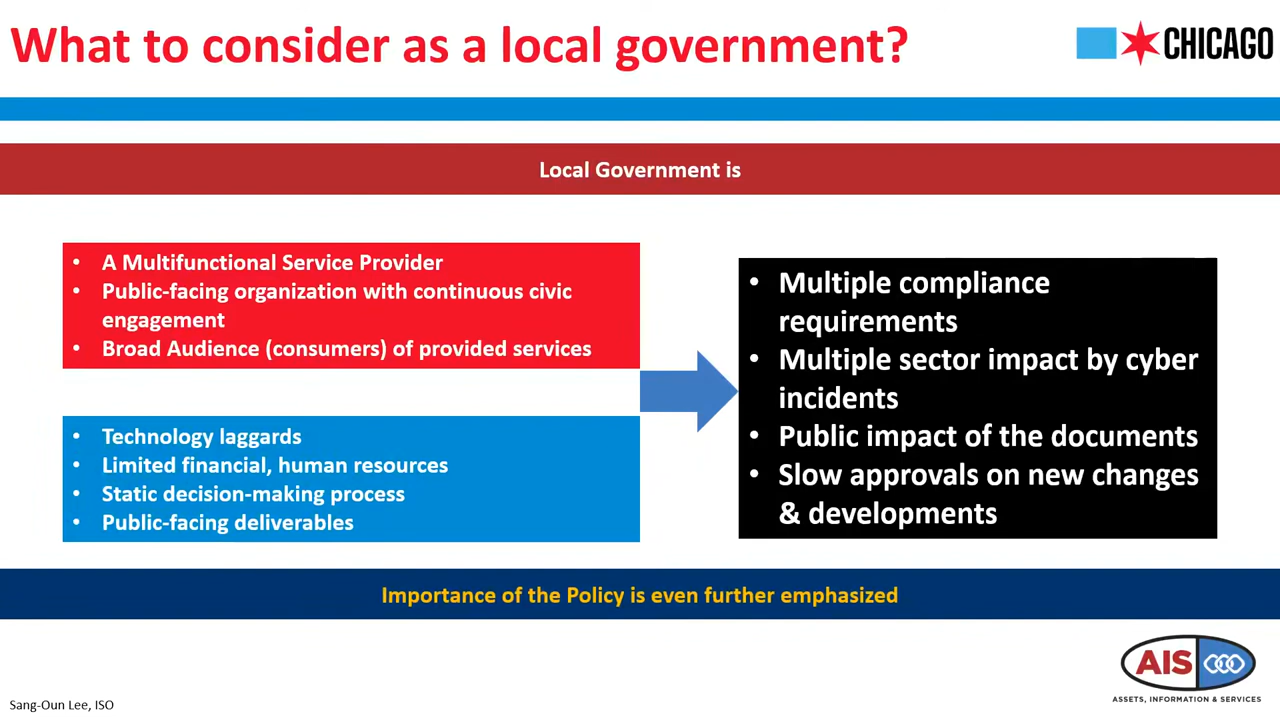 What to consider as a local government?
CHICAGO
Local Government is
• A Multifunctional Service Provider
• Public-facing organization with continuous civic
engagement
• Broad Audience (consumers) of provided services
• Technology laggards
• Limited financial, human resources
• Static decision-making process
• Public-facing deliverables
• Multiple compliance
requirements
• Multiple sector impact by cyber
incidents
• Public impact of the documents
• Slow approvals on new changes
& developments
Importance of the Policy is even further emphasized
AIS
ASSETS, INFORMATION & SERVICES
Sang-Oun Lee, ISO